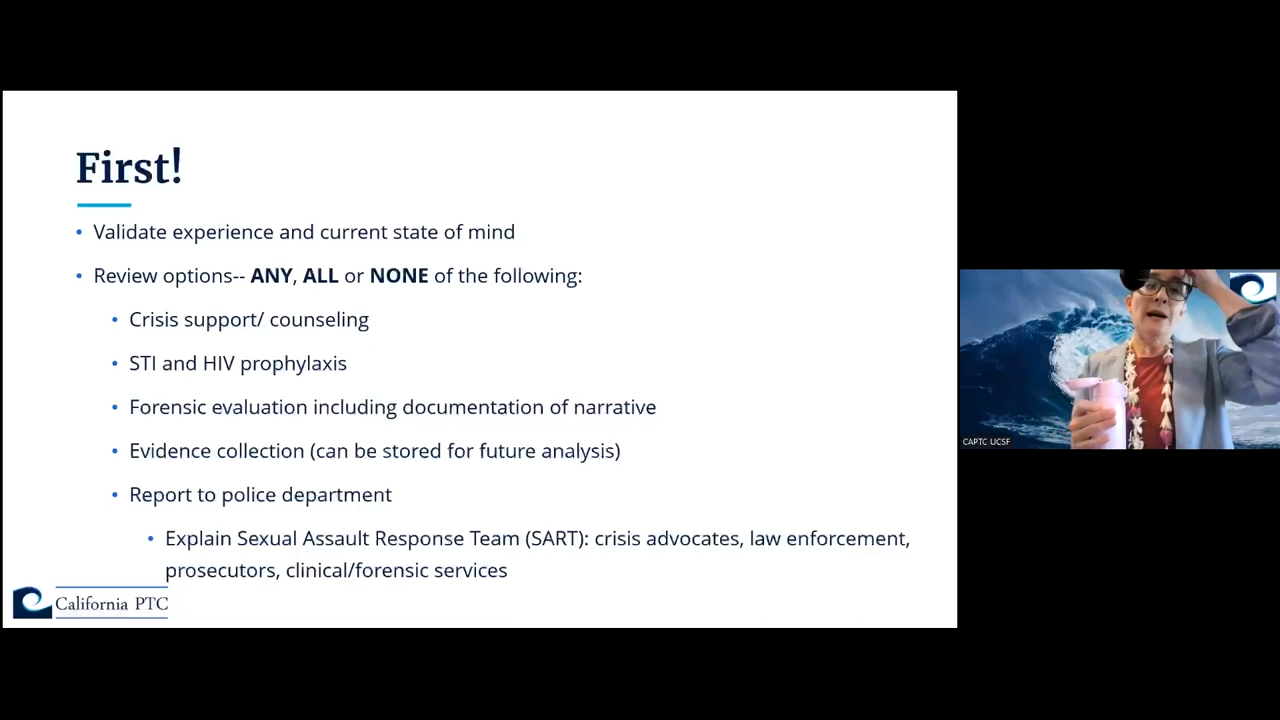 First!
• Validate experience and current state of mind
• Review options-- ANY, ALL or NONE of the following:
• Crisis support/ counseling
• STI and HIV prophylaxis
• Forensic evaluation including documentation of narrative
• Evidence collection (can be stored for future analysis)
• Report to police department
• Explain Sexual Assault Response Team (SART): crisis advocates, law enforcement,
prosecutors, clinical/forensic services
California PTC
CAPTC UCSF